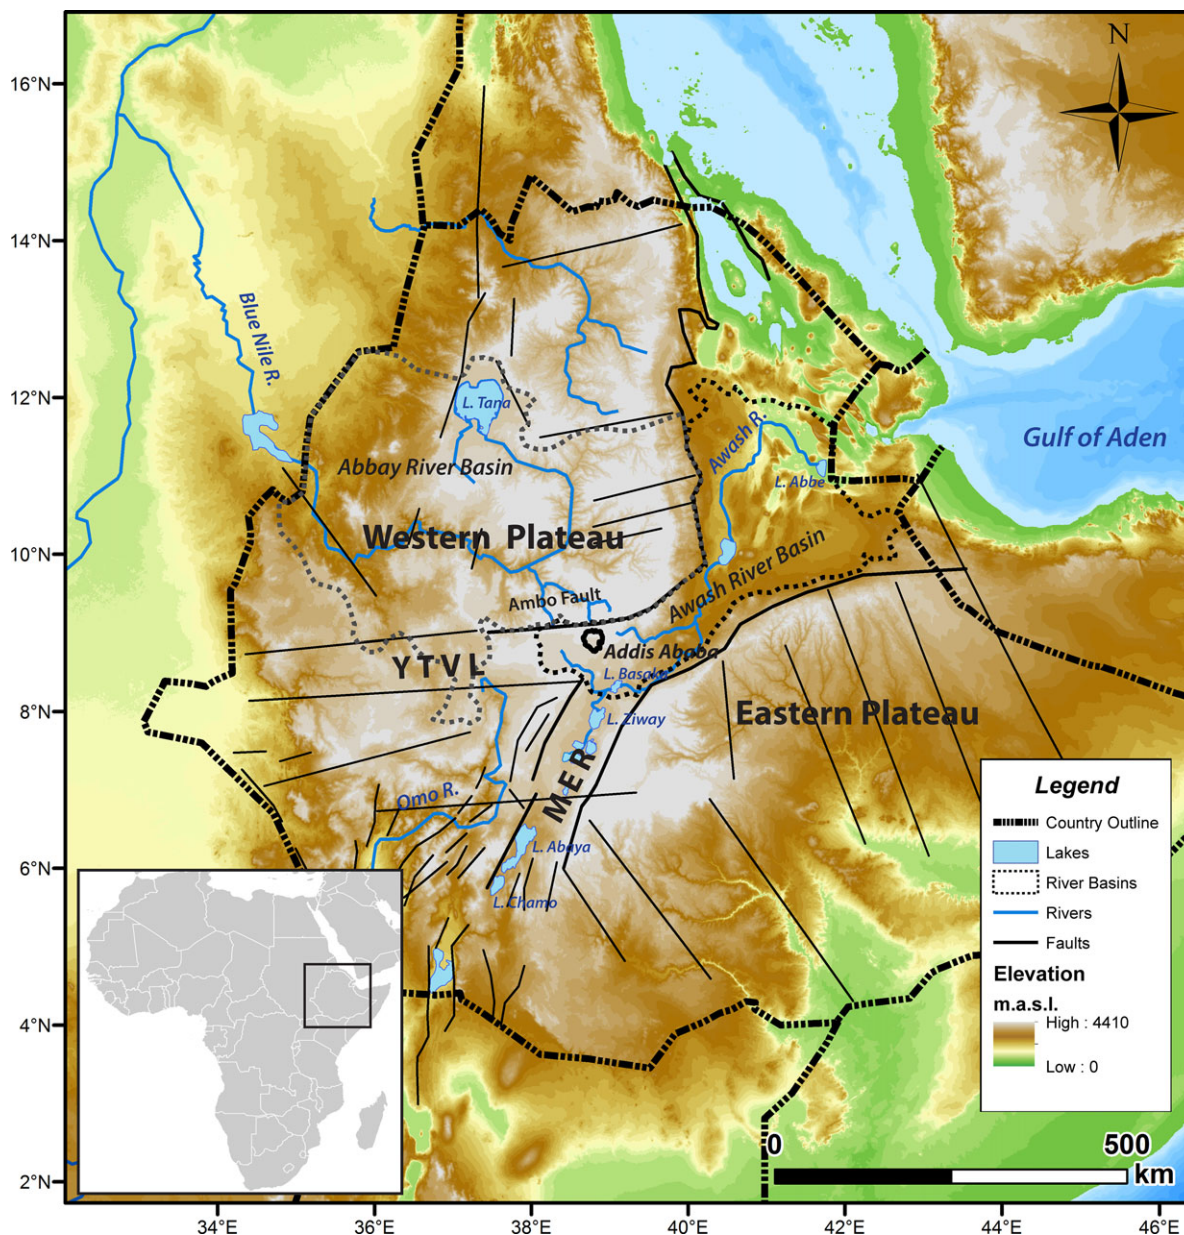 N
16°N
14°N
12°N
10°N
8°N
6°N
4°N
2°N
34°E
36°E
38°E
40°E
42°E
44°E
46°E
Blue Nile R.
L. Tana
Abbay River Basin
Awash R.
L. Abbe
Gulf of Aden
Western Plateau
Awash River Basin
Ambo Fault
Addis Ababa
YTVL
L. Basaka
L. Ziway
Eastern Plateau
MER
Omo R.
L. Abaya
L. Chamo
Legend
Country Outline
Lakes
River Basins
Rivers
Faults
Elevation
m.a.s.l.
High : 4410
Low : 0
0 500
km